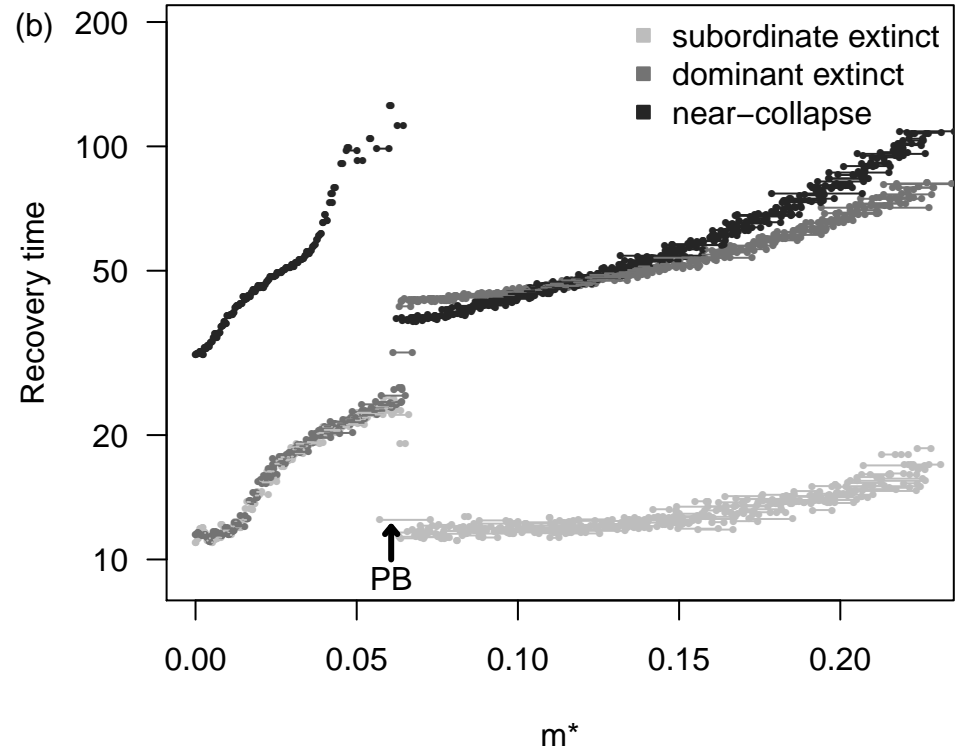 (b)
subordinate extinct
dominant extinct
near−collapse
Recovery time
200
100
50
20
10
PB
0.00 0.05 0.10 0.15 0.20
m*